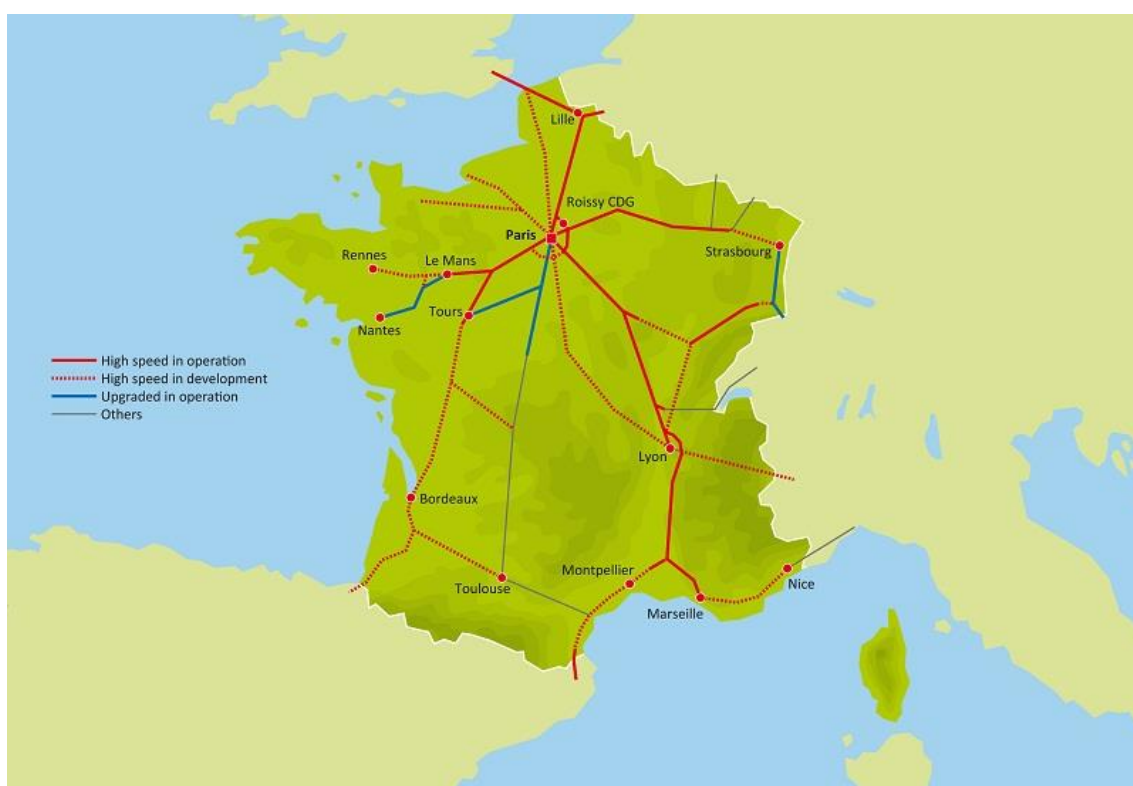 Lille
Roissy CDG
Paris
Strasbourg
Rennes
Le Mans
Nantes
Tours
High speed in operation
High speed in development
Upgraded in operation
Others
Lyon
Bordeaux
Montpellier
Toulouse
Nice
Marseille